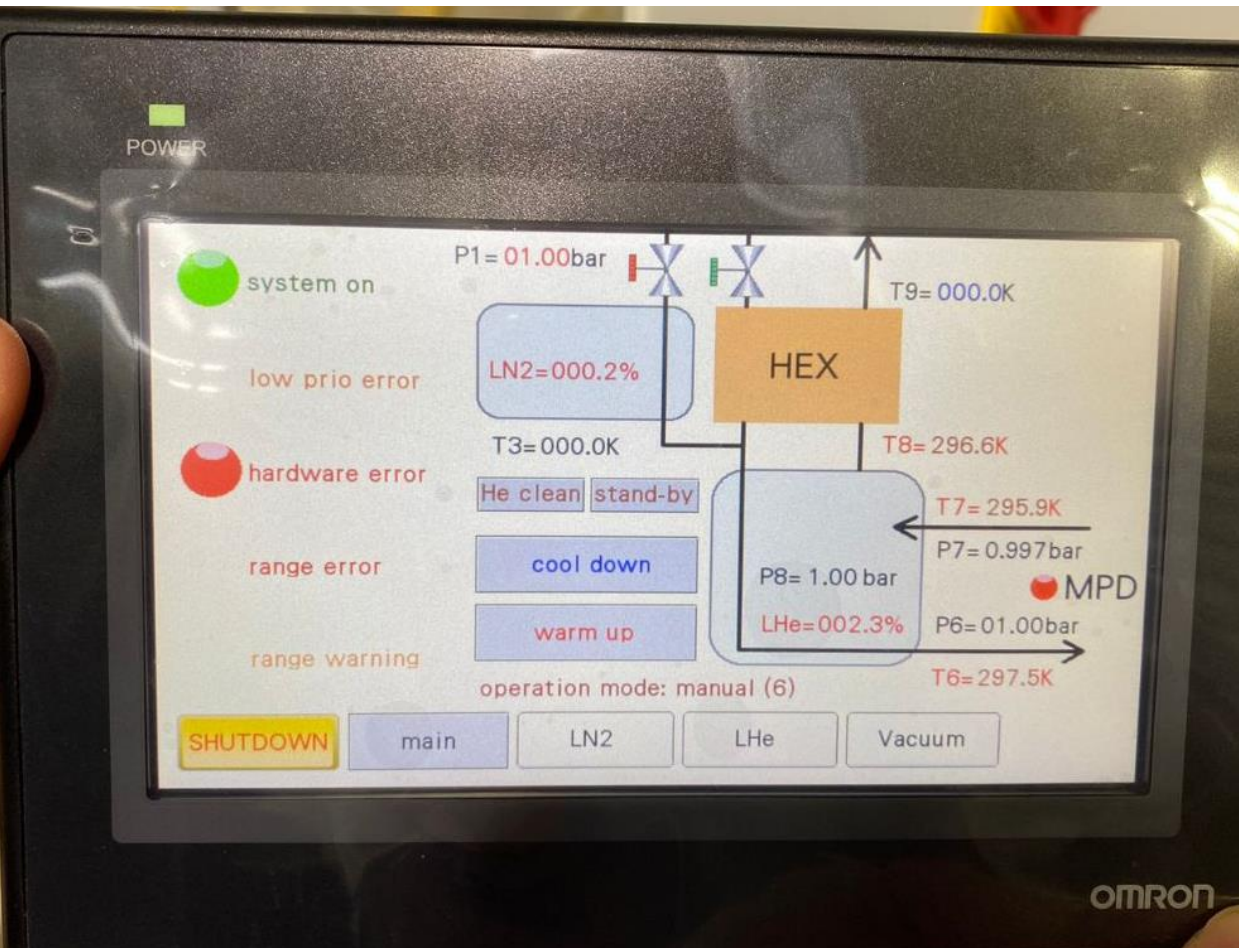 POWER
system on
P1= 01.00bar
T9= 000.0K
low prio error
LN2=000.2%
HEX
hardware error
T3=000.0K
T8= 296.6K
He clean
stand-by
T7= 295.9K
range error
cool down
P8= 1.00 bar
P7= 0.997bar
MPD
warm up
LHe=002.3%
P6=01.00bar
range warning
operation mode: manual (6)
T6=297.5K
SHUTDOWN
main
LN2
LHe
Vacuum
OMRON